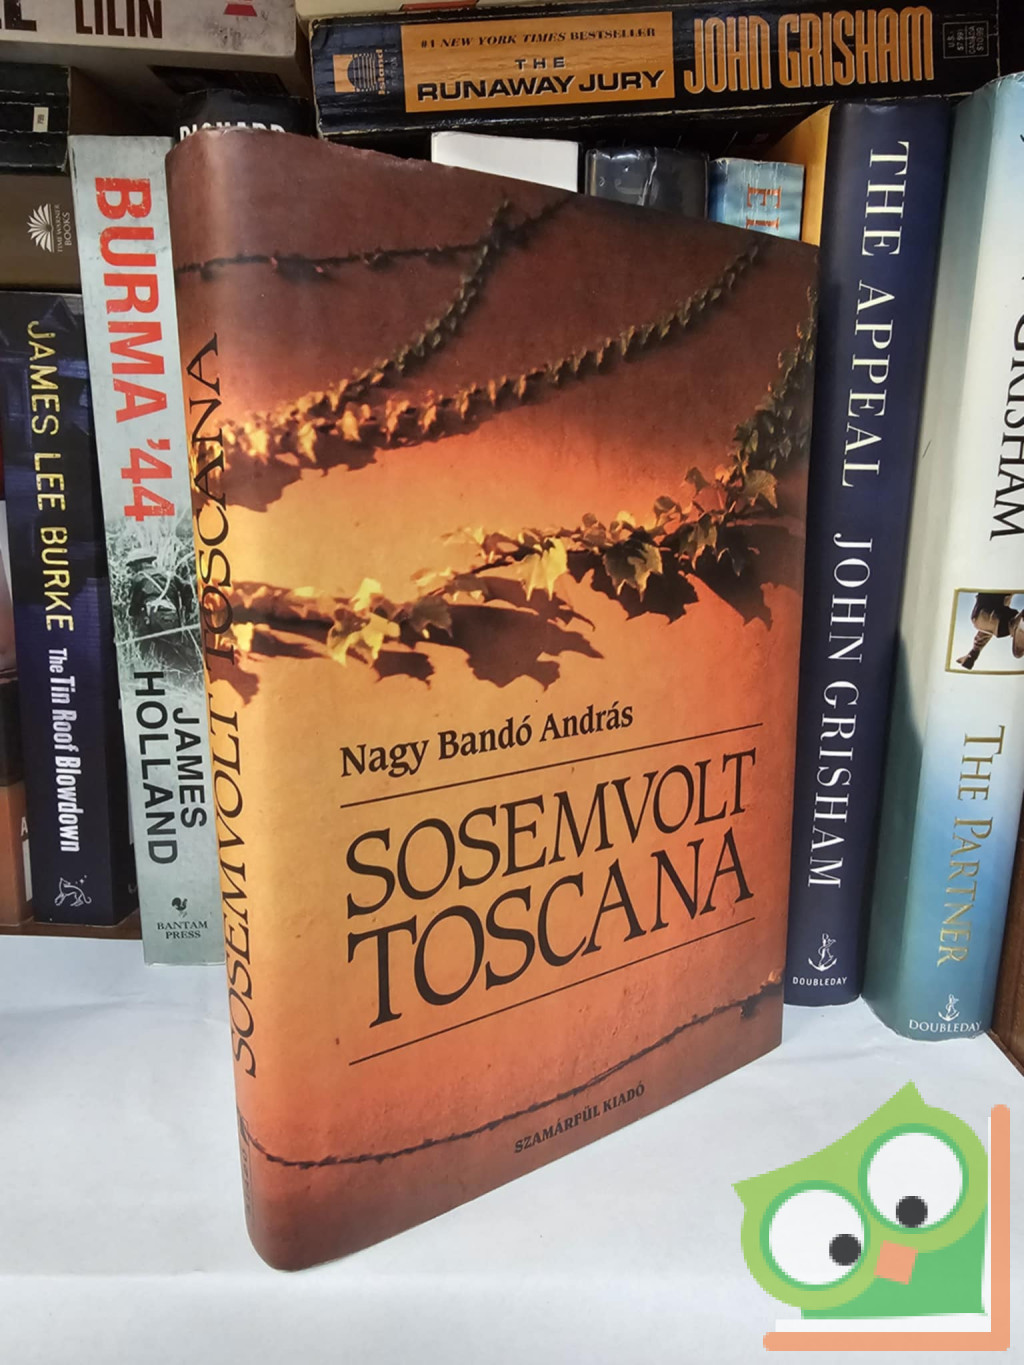 LILIN
#1 NEW YORK TIMES BESTSELLER
THE
RUNAWAY JURY
JOHN GRISHAM
Island
BOOKS
JAMES LEE BURKE
The Tin Roof Blowdown
BURMA '44
JAMES
HOLLAND
BANTAM
PRESS
SOSEMVOLT TOSCANA
Nagy Bandó András
SOSEMVOLT
TOSCANA
SZAMÁRFÜL KIADÓ
THE APPEAL
JOHN GRISHAM
DOUBLEDAY
GRISHAM
THE PARTNER
DOUBLEDAY